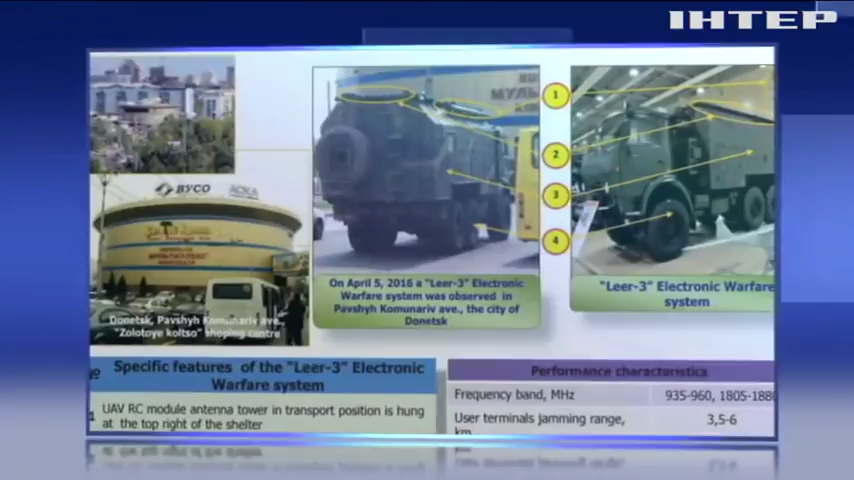 ІНТЕР
ВУСО
1
2
3
4
On April 5, 2016 a "Leer-3" Electronic
Warfare system was observed in
Pavshyh Komunariv ave., the city of
Donetsk
"Leer-3" Electronic Warfare
system
Donetsk, Pavshyh Komunariv ave.,
"Zolotoye koltso" shoping centre
Specific features of the "Leer-3" Electronic
Warfare system
UAV RC module antenna tower in transport position is hung
at the top right of the shelter
Performance characteristics
Frequency band, MHz 935-960, 1805-1880
User terminals jamming range, 3,5-6
km